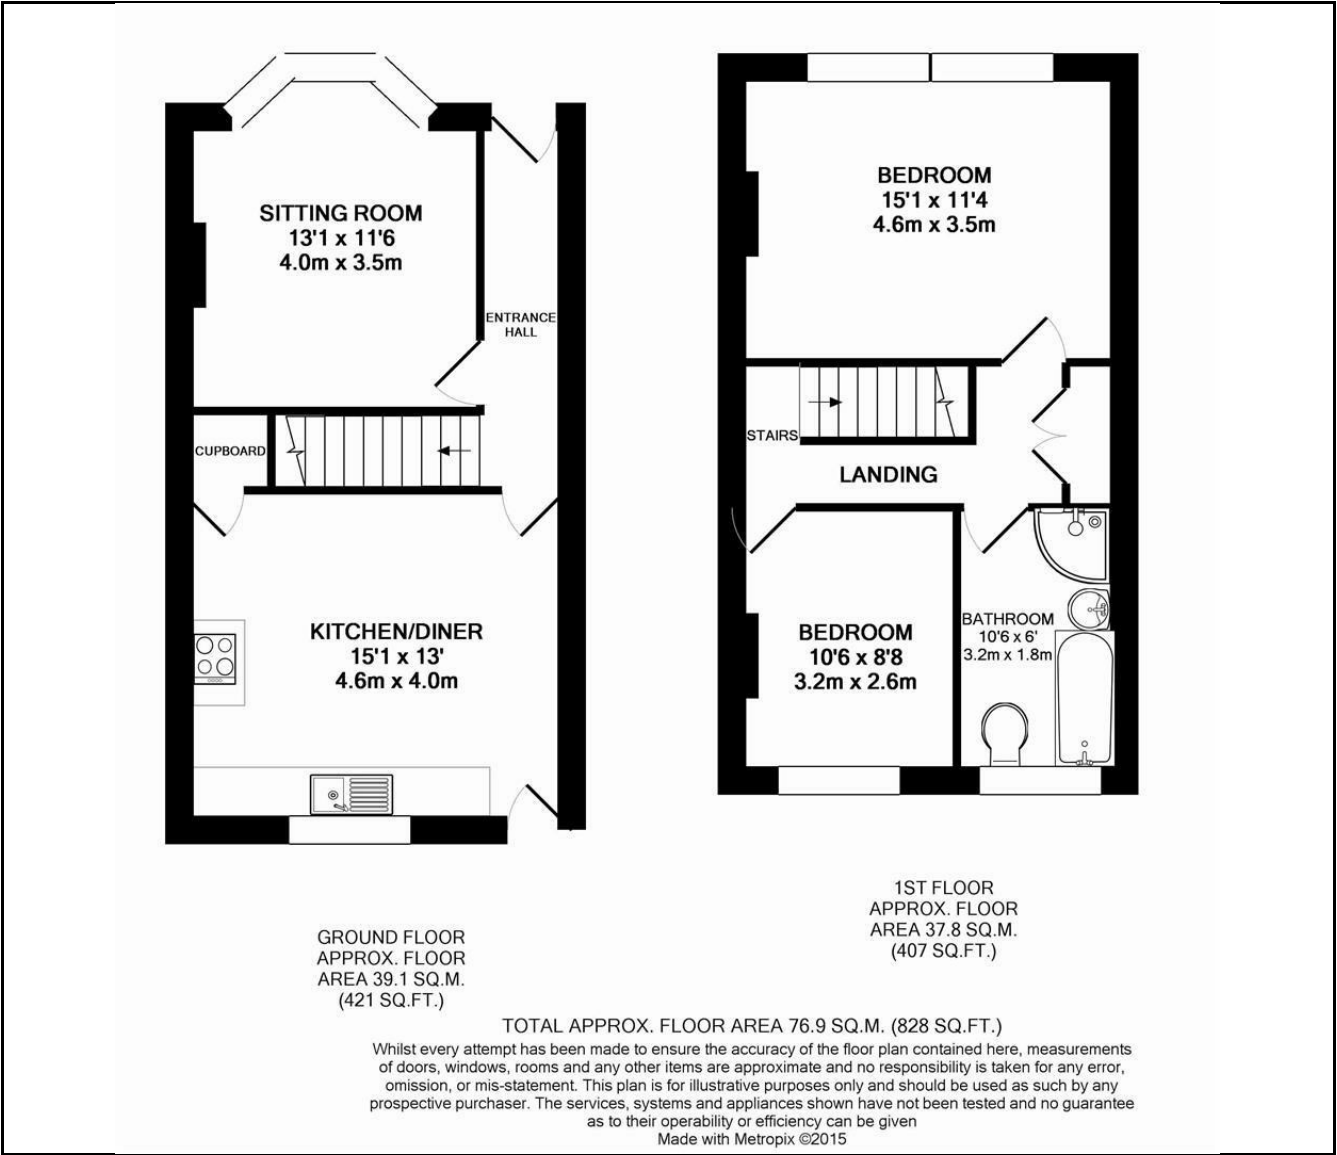 SITTING ROOM
13'1 x 11'6
4.0m x 3.5m
ENTRANCE
HALL
CUPBOARD
KITCHEN/DINER
15'1 x 13'
4.6m x 4.0m
GROUND FLOOR
APPROX. FLOOR
AREA 39.1 SQ.M.
(421 SQ.FT.)
BEDROOM
15'1 x 11'4
4.6m x 3.5m
STAIRS
LANDING
BEDROOM
10'6 x 8'8
3.2m x 2.6m
BATHROOM
10'6 x 6'
3.2m x 1.8m
1ST FLOOR
APPROX. FLOOR
AREA 37.8 SQ.M.
(407 SQ.FT.)
TOTAL APPROX. FLOOR AREA 76.9 SQ.M. (828 SQ.FT.)
Whilst every attempt has been made to ensure the accuracy of the floor plan contained here, measurements
of doors, windows, rooms and any other items are approximate and no responsibility is taken for any error,
omission, or mis-statement. This plan is for illustrative purposes only and should be used as such by any
prospective purchaser. The services, systems and appliances shown have not been tested and no guarantee
as to their operability or efficiency can be given
Made with Metropix ©2015